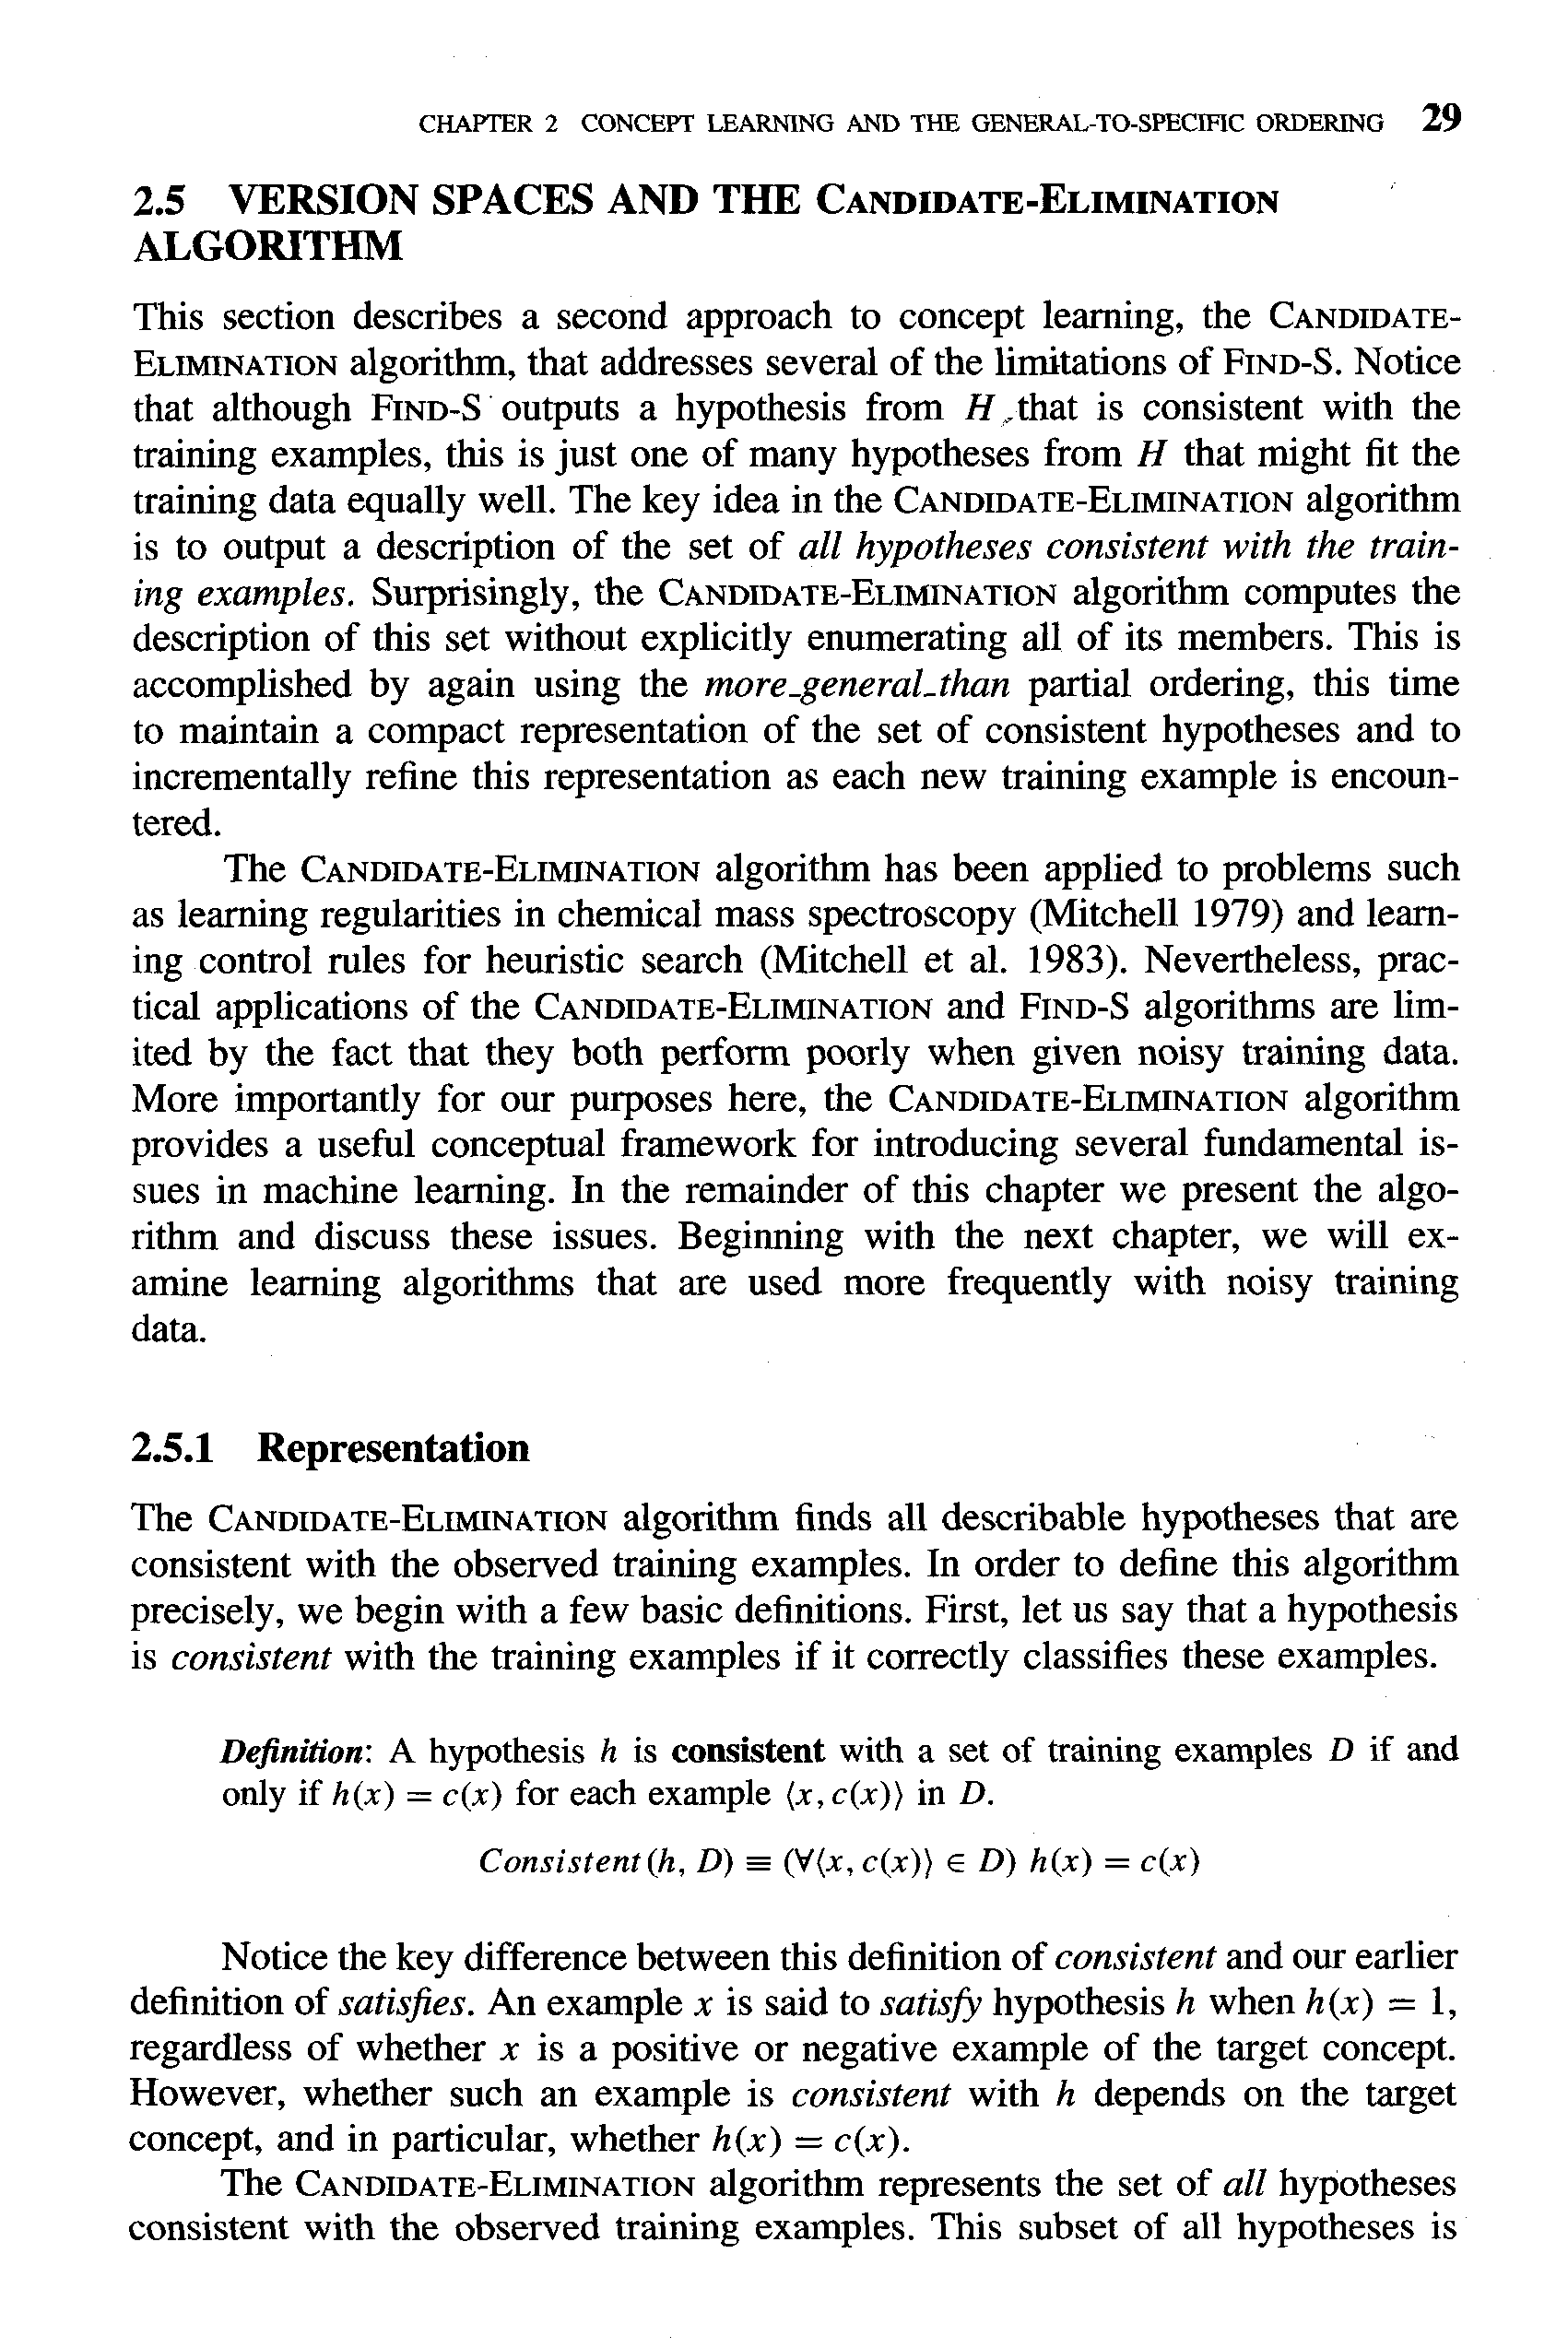 CHAPTER 2 CONCEPT LEARNING AND THE GENERAL-TO-SPECIFIC ORDERING 29
2.5 VERSION SPACES AND THE CANDIDATE-ELIMINATION
ALGORITHM
This section describes a second approach to concept learning, the CANDIDATE-
ELIMINATION algorithm, that addresses several of the limitations of FIND-S. Notice
that although FIND-S outputs a hypothesis from H, that is consistent with the
training examples, this is just one of many hypotheses from H that might fit the
training data equally well. The key idea in the CANDIDATE-ELIMINATION algorithm
is to output a description of the set of all hypotheses consistent with the train-
ing examples. Surprisingly, the CANDIDATE-ELIMINATION algorithm computes the
description of this set without explicitly enumerating all of its members. This is
accomplished by again using the more_general_than partial ordering, this time
to maintain a compact representation of the set of consistent hypotheses and to
incrementally refine this representation as each new training example is encoun-
tered.
The CANDIDATE-ELIMINATION algorithm has been applied to problems such
as learning regularities in chemical mass spectroscopy (Mitchell 1979) and learn-
ing control rules for heuristic search (Mitchell et al. 1983). Nevertheless, prac-
tical applications of the CANDIDATE-ELIMINATION and FIND-S algorithms are lim-
ited by the fact that they both perform poorly when given noisy training data.
More importantly for our purposes here, the CANDIDATE-ELIMINATION algorithm
provides a useful conceptual framework for introducing several fundamental is-
sues in machine learning. In the remainder of this chapter we present the algo-
rithm and discuss these issues. Beginning with the next chapter, we will ex-
amine learning algorithms that are used more frequently with noisy training
data.
2.5.1 Representation
The CANDIDATE-ELIMINATION algorithm finds all describable hypotheses that are
consistent with the observed training examples. In order to define this algorithm
precisely, we begin with a few basic definitions. First, let us say that a hypothesis
is consistent with the training examples if it correctly classifies these examples.
Definition: A hypothesis h is consistent with a set of training examples D if and
only if h(x) = c(x) for each example ⟨x, c(x)⟩ in D.
Consistent(h, D) ≡ (∀⟨x, c(x)⟩ ∈ D) h(x) = c(x)
Notice the key difference between this definition of consistent and our earlier
definition of satisfies. An example x is said to satisfy hypothesis h when h(x) = 1,
regardless of whether x is a positive or negative example of the target concept.
However, whether such an example is consistent with h depends on the target
concept, and in particular, whether h(x) = c(x).
The CANDIDATE-ELIMINATION algorithm represents the set of all hypotheses
consistent with the observed training examples. This subset of all hypotheses is